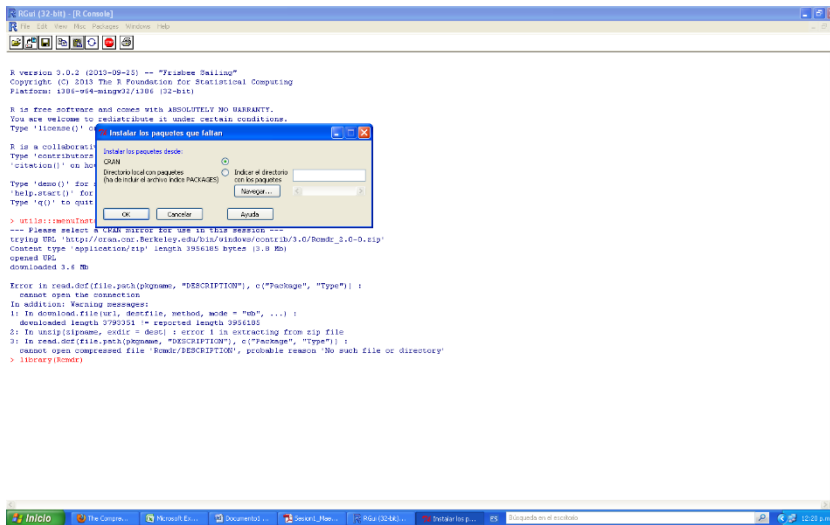 RGui (32-bit) - [R Console]
File Edit View Misc Packages Windows Help
R version 3.0.2 (2013-09-25) -- "Frisbee Sailing"
Copyright (C) 2013 The R Foundation for Statistical Computing
Platform: i386-w64-mingw32/i386 (32-bit)
R is free software and comes with ABSOLUTELY NO WARRANTY.
You are welcome to redistribute it under certain conditions.
Type 'license()' o
R is a collaborati
Type 'contributors
'citation()' on ho
Type 'demo()' for
'help.start()' for
Type 'q()' to quit
Instalar los paquetes que faltan
Instalar los paquetes desde:
CRAN
Directorio local con paquetes
(ha de incluir el archivo índice PACKAGES)
Indicar el directorio
con los paquetes
Navegar...
OK
Cancelar
Ayuda
> utils:::menuInst
--- Please select a CRAN mirror for use in this session ---
trying URL 'http://cran.cnr.Berkeley.edu/bin/windows/contrib/3.0/Rcmdr_2.0-0.zip'
Content type 'application/zip' length 3956185 bytes (3.8 Mb)
opened URL
downloaded 3.6 Mb
Error in read.dcf(file.path(pkgname, "DESCRIPTION"), c("Package", "Type")) :
cannot open the connection
In addition: Warning messages:
1: In download.file(url, destfile, method, mode = "wb", ...) :
downloaded length 3793351 != reported length 3956185
2: In unzip(zipname, exdir = dest) : error 1 in extracting from zip file
3: In read.dcf(file.path(pkgname, "DESCRIPTION"), c("Package", "Type")) :
cannot open compressed file 'Rcmdr/DESCRIPTION', probable reason 'No such file or directory'
> library(Rcmdr)
Inicio
The Compre...
Microsoft Ex...
Documento1 ...
RGui (32-bit)...
Instalar los p...
ES
Búsqueda en el escritorio